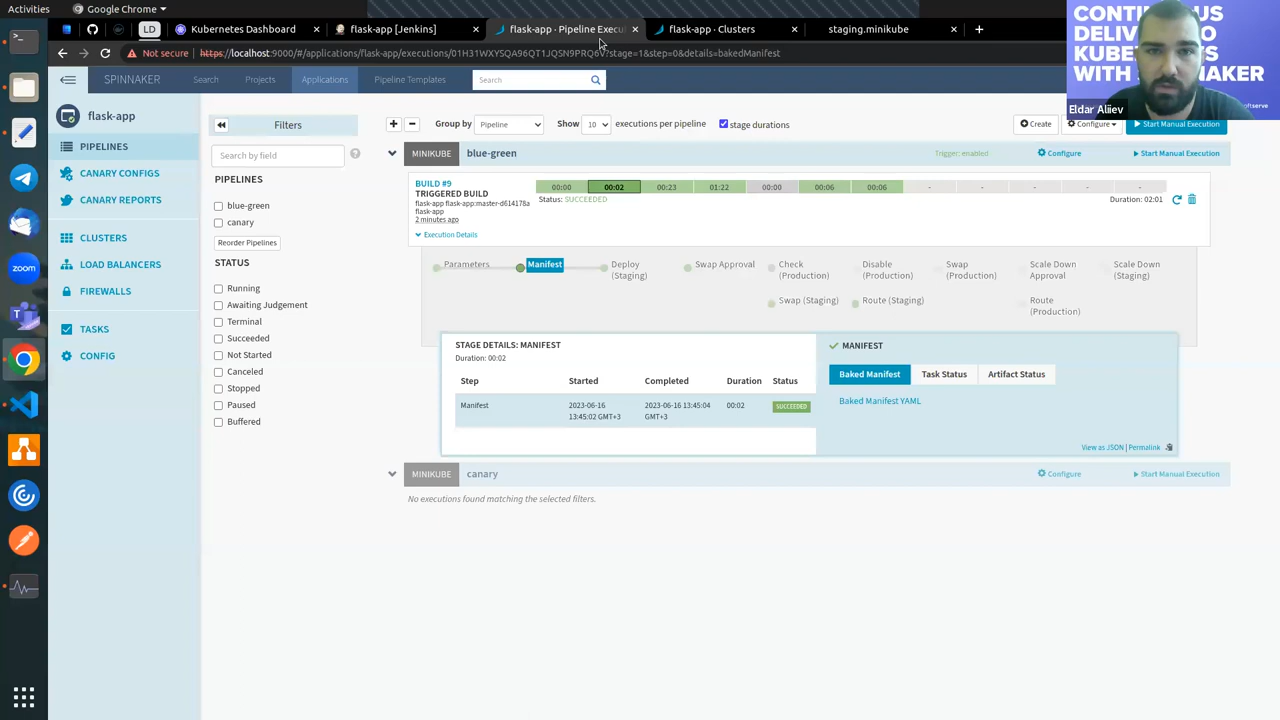 Activities
Google Chrome
LD
Kubernetes Dashboard
flask-app [Jenkins]
flask-app · Pipeline Execu
flask-app · Clusters
staging.minikube
Not secure
https://localhost:9000/#/applications/flask-app/executions/01H31WXYSQA96QT1JQSN9PRQ6V?stage=1&step=0&details=bakedManifest
CONTINUOUS
DELIVE TO
KUBE TS
WITH S NAKER
softserve
Eldar Aliiev
SPINNAKER
Search
Projects
Applications
Pipeline Templates
Search
flask-app
PIPELINES
CANARY CONFIGS
CANARY REPORTS
CLUSTERS
LOAD BALANCERS
FIREWALLS
TASKS
CONFIG
zoom
Filters
Search by field
PIPELINES
blue-green
canary
Reorder Pipelines
STATUS
Running
Awaiting Judgement
Terminal
Succeeded
Not Started
Canceled
Stopped
Paused
Buffered
Group by Pipeline Show 10 executions per pipeline stage durations
Create Configure Start Manual Execution
MINIKUBE blue-green Trigger: enabled Configure Start Manual Execution
BUILD #9
TRIGGERED BUILD
flask-app flask-app:master-d614178a
flask-app
2 minutes ago
00:00 00:02 00:23 01:22 00:00 00:06 00:06 - - - - -
Status: SUCCEEDED Duration: 02:01
Execution Details
Parameters
Manifest
Deploy
(Staging)
Swap Approval
Check
(Production)
Disable
(Production)
Swap
(Production)
Scale Down
Approval
Scale Down
(Staging)
Swap (Staging)
Route (Staging)
Route
(Production)
STAGE DETAILS: MANIFEST
Duration: 00:02
Step Started Completed Duration Status
Manifest
2023-06-16
13:45:02 GMT+3
2023-06-16 13:45:04
GMT+3
00:02
SUCCEEDED
MANIFEST
Baked Manifest Task Status Artifact Status
Baked Manifest YAML
View as JSON | Permalink
MINIKUBE canary Configure Start Manual Execution
No executions found matching the selected filters.